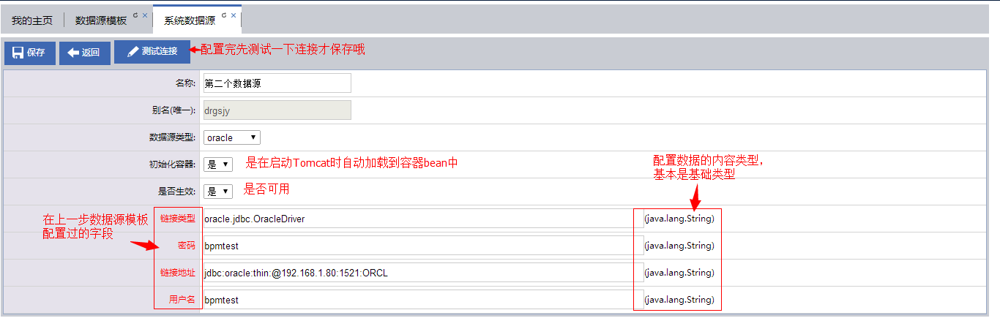 我的主页 数据源模板 系统数据源
保存 返回 测试连接 配置完先测试一下连接才保存哦
名称: 第二个数据源
别名(唯一): drgsjy
数据源类型: oracle
初始化容器: 是 是在启动Tomcat时自动加载到容器bean中
配置数据的内容类型，
基本是基础类型
是否生效: 是 是否可用
在上一步数据源模板
配置过的字段
链接类型 oracle.jdbc.OracleDriver (java.lang.String)
密码 bpmtest (java.lang.String)
链接地址 jdbc:oracle:thin:@192.168.1.80:1521:ORCL (java.lang.String)
用户名 bpmtest (java.lang.String)